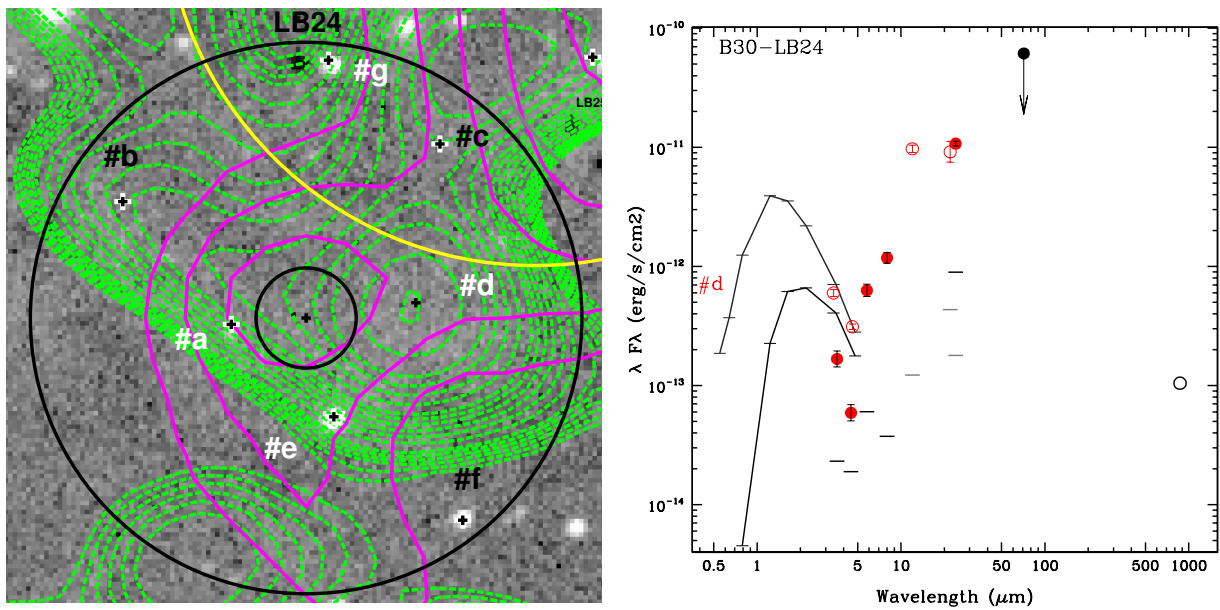 LB24
#g
#c
LB25
#b
#d
#a
#e
#f
B30-LB24
#d
λ Fλ (erg/s/cm2)
10⁻¹⁰
10⁻¹¹
10⁻¹²
10⁻¹³
10⁻¹⁴
0.5 1 5 10 50 100 500 1000
Wavelength (μm)